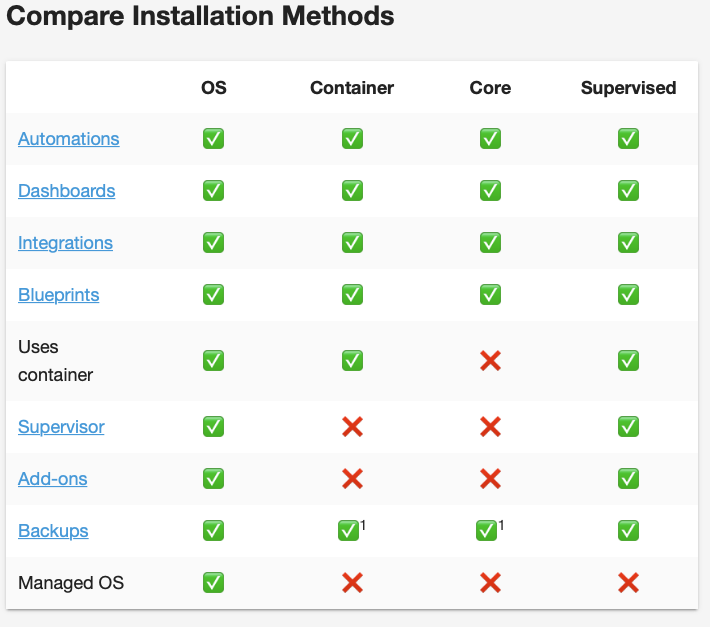 Compare Installation Methods
OS Container Core Supervised
Automations ✅ ✅ ✅ ✅
Dashboards ✅ ✅ ✅ ✅
Integrations ✅ ✅ ✅ ✅
Blueprints ✅ ✅ ✅ ✅
Uses
container ✅ ✅ ❌ ✅
Supervisor ✅ ❌ ❌ ✅
Add-ons ✅ ❌ ❌ ✅
Backups ✅ ✅¹ ✅¹ ✅
Managed OS ✅ ❌ ❌ ❌